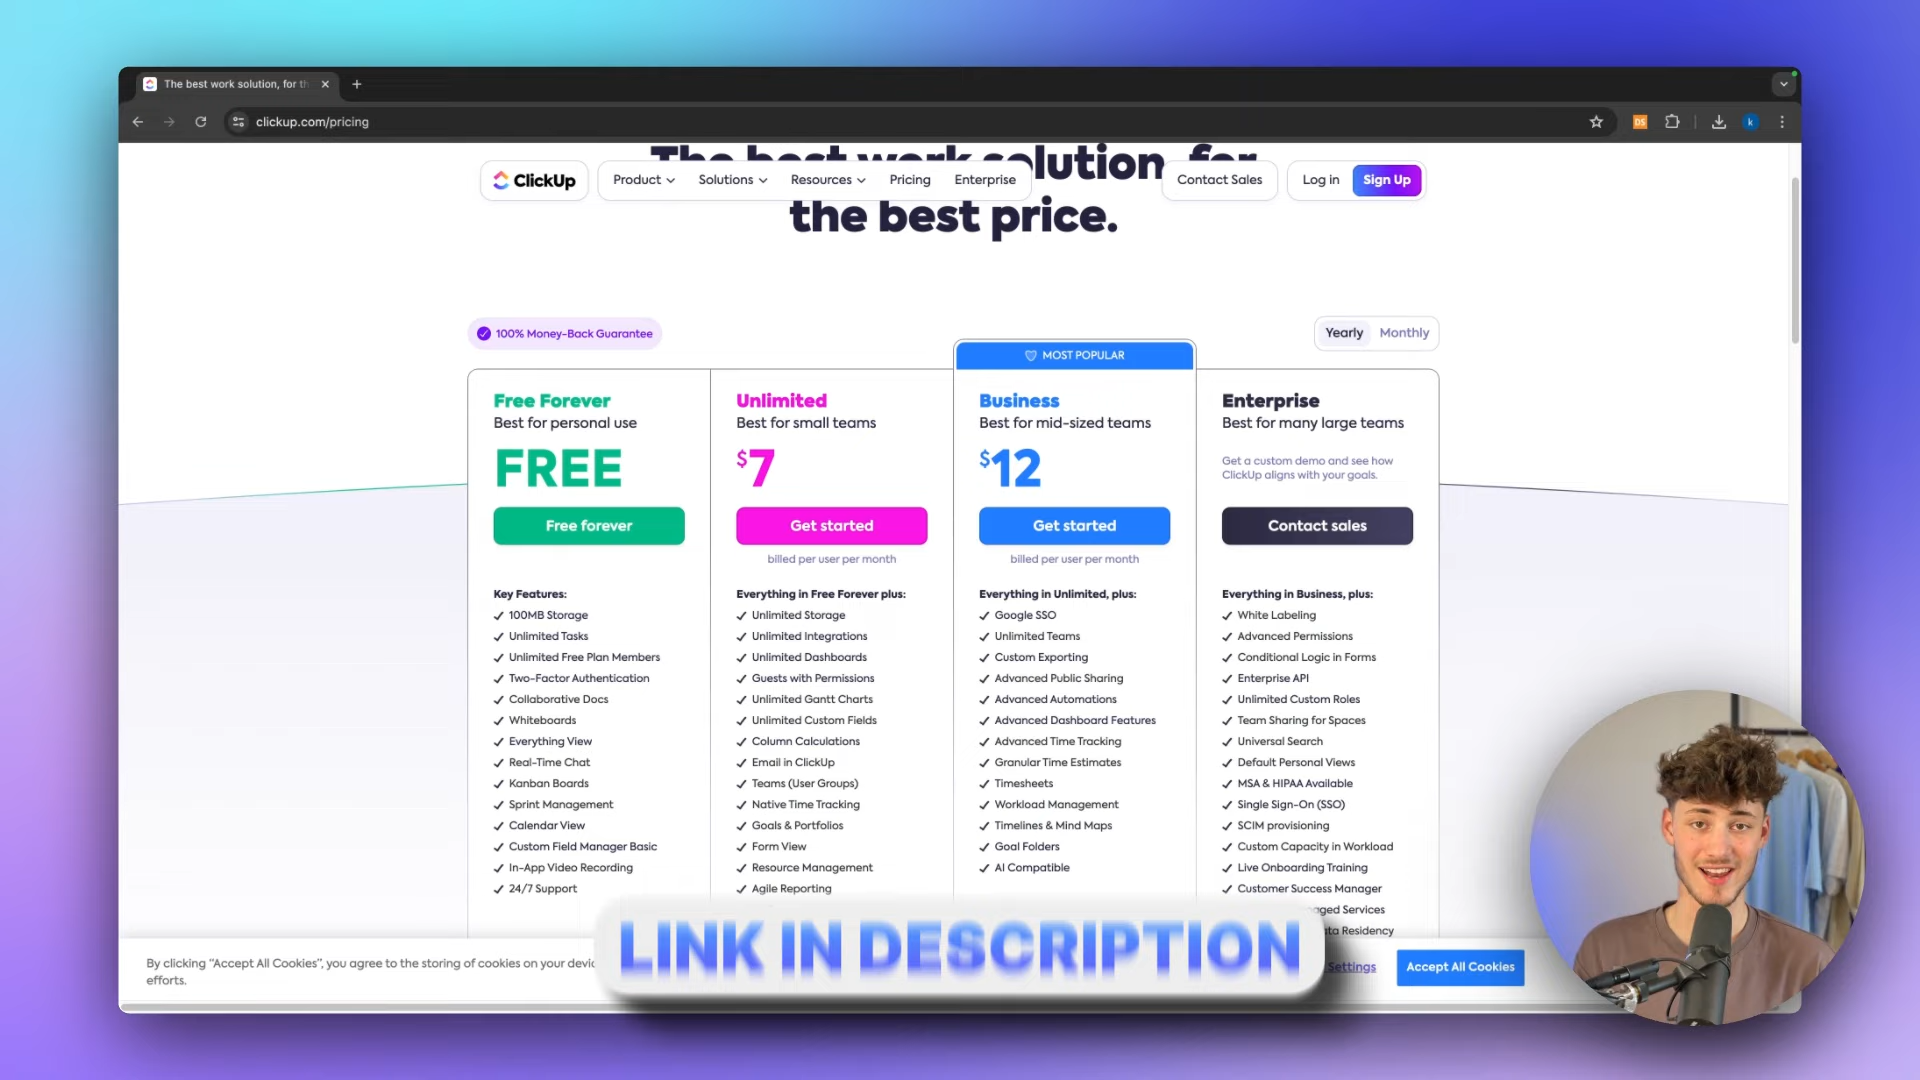 The best work solution, for th
clickup.com/pricing
DS
k
The best work solution, for
the best price.
ClickUp
Product
Solutions
Resources
Pricing
Enterprise
Contact Sales
Log in
Sign Up
100% Money-Back Guarantee
Yearly
Monthly
MOST POPULAR
Free Forever
Best for personal use
FREE
Free forever
Key Features:
100MB Storage
Unlimited Tasks
Unlimited Free Plan Members
Two-Factor Authentication
Collaborative Docs
Whiteboards
Everything View
Real-Time Chat
Kanban Boards
Sprint Management
Calendar View
Custom Field Manager Basic
In-App Video Recording
24/7 Support
Unlimited
Best for small teams
$7
Get started
billed per user per month
Everything in Free Forever plus:
Unlimited Storage
Unlimited Integrations
Unlimited Dashboards
Guests with Permissions
Unlimited Gantt Charts
Unlimited Custom Fields
Column Calculations
Email in ClickUp
Teams (User Groups)
Native Time Tracking
Goals & Portfolios
Form View
Resource Management
Agile Reporting
Business
Best for mid-sized teams
$12
Get started
billed per user per month
Everything in Unlimited, plus:
Google SSO
Unlimited Teams
Custom Exporting
Advanced Public Sharing
Advanced Automations
Advanced Dashboard Features
Advanced Time Tracking
Granular Time Estimates
Timesheets
Workload Management
Timelines & Mind Maps
Goal Folders
AI Compatible
Enterprise
Best for many large teams
Get a custom demo and see how
ClickUp aligns with your goals.
Contact sales
Everything in Business, plus:
White Labeling
Advanced Permissions
Conditional Logic in Forms
Enterprise API
Unlimited Custom Roles
Team Sharing for Spaces
Universal Search
Default Personal Views
MSA & HIPAA Available
Single Sign-On (SSO)
SCIM provisioning
Custom Capacity in Workload
Live Onboarding Training
Customer Success Manager
aged Services
ata Residency
By clicking “Accept All Cookies”, you agree to the storing of cookies on your devic
efforts.
Settings
Accept All Cookies
LINK IN DESCRIPTION